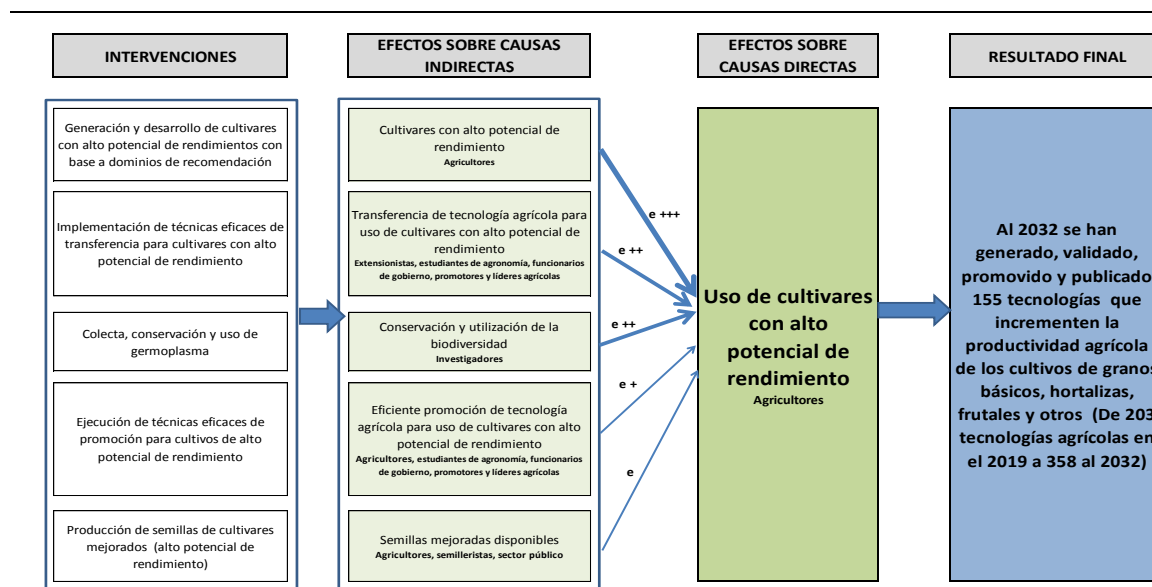 INTERVENCIONES
EFECTOS SOBRE CAUSAS
INDIRECTAS
EFECTOS SOBRE
CAUSAS DIRECTAS
RESULTADO FINAL
Generación y desarrollo de cultivares
con alto potencial de rendimientos con
base a dominios de recomendación
Implementación de técnicas eficaces de
transferencia para cultivares con alto
potencial de rendimiento
Colecta, conservación y uso de
germoplasma
Ejecución de técnicas eficaces de
promoción para cultivos de alto
potencial de rendimiento
Producción de semillas de cultivares
mejorados (alto potencial de
rendimiento)
Cultivares con alto potencial de
rendimiento
Agricultores
Transferencia de tecnología agrícola para
uso de cultivares con alto potencial de
rendimiento
Extensionistas, estudiantes de agronomía, funcionarios
de gobierno, promotores y líderes agrícolas
Conservación y utilización de la
biodiversidad
Investigadores
Eficiente promoción de tecnología
agrícola para uso de cultivares con alto
potencial de rendimiento
Agricultores, estudiantes de agronomía, funcionarios
de gobierno, promotores y líderes agrícolas
Semillas mejoradas disponibles
Agricultores, semilleristas, sector público
e +++
e ++
e ++
e +
e
Uso de cultivares
con alto
potencial de
rendimiento
Agricultores
Al 2032 se han
generado, validado,
promovido y publicado
155 tecnologías que
incrementen la
productividad agrícola
de los cultivos de granos
básicos, hortalizas,
frutales y otros (De 203
tecnologías agrícolas en
el 2019 a 358 al 2032)